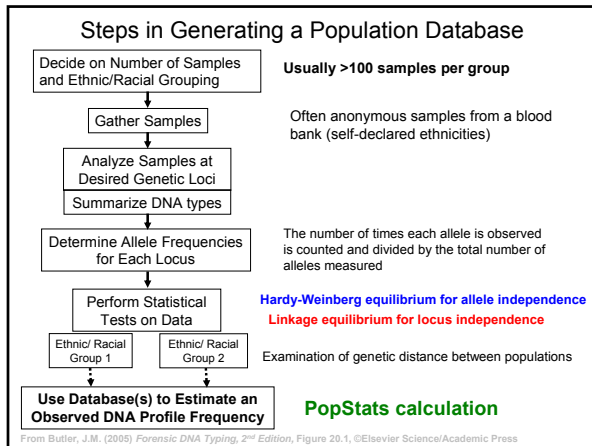 Steps in Generating a Population Database
Decide on Number of Samples
and Ethnic/Racial Grouping
Usually >100 samples per group
Gather Samples
Often anonymous samples from a blood
bank (self-declared ethnicities)
Analyze Samples at
Desired Genetic Loci
Summarize DNA types
Determine Allele Frequencies
for Each Locus
The number of times each allele is observed
is counted and divided by the total number of
alleles measured
Perform Statistical
Tests on Data
Hardy-Weinberg equilibrium for allele independence
Linkage equilibrium for locus independence
Ethnic/ Racial
Group 1
Ethnic/ Racial
Group 2
Examination of genetic distance between populations
Use Database(s) to Estimate an
Observed DNA Profile Frequency
PopStats calculation
From Butler, J.M. (2005) Forensic DNA Typing, 2nd Edition, Figure 20.1, ©Elsevier Science/Academic Press